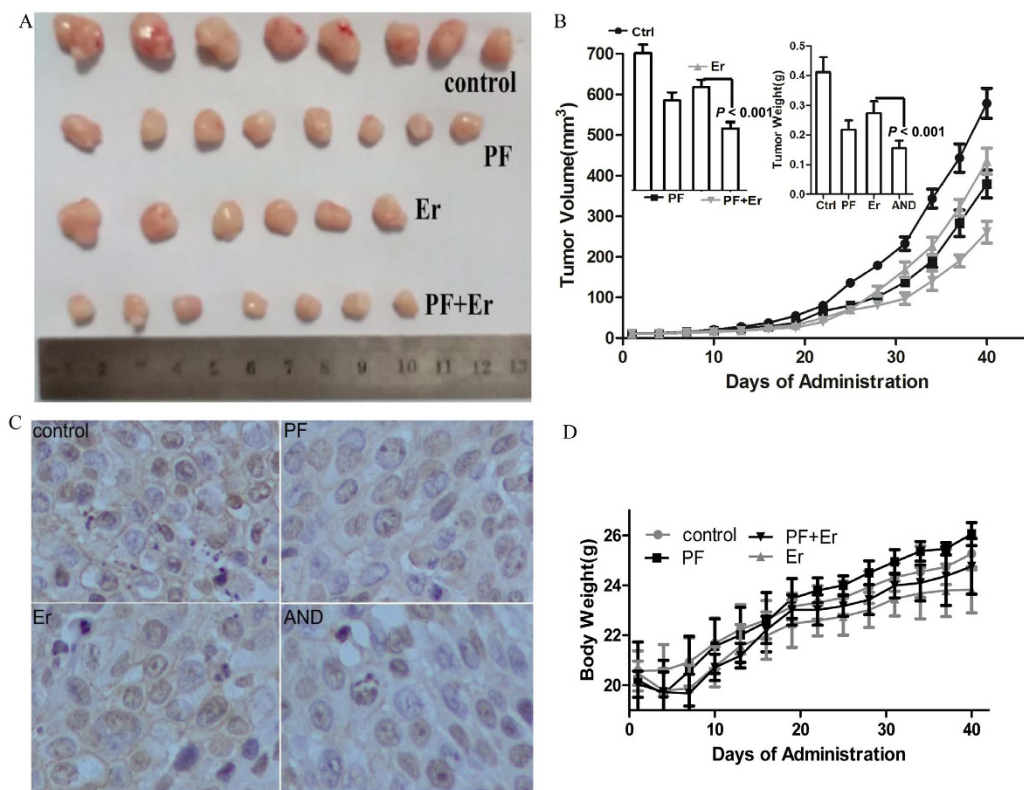 A
control
PF
Er
PF+Er
2 3 4 5 6 7 8 9 10 11 12 13
B
Tumor Volume(mm³)
700
600
500
400
300
200
100
0
0 10 20 30 40
Days of Administration
Ctrl
Er
P < 0.001
PF
PF+Er
Tumor Weight(g)
0.5
0.4
0.3
0.2
0.1
0.0
P < 0.001
Ctrl PF Er AND
C
control
PF
Er
AND
D
Body Weight(g)
26
24
22
20
control
PF
PF+Er
Er
0 10 20 30 40
Days of Administration